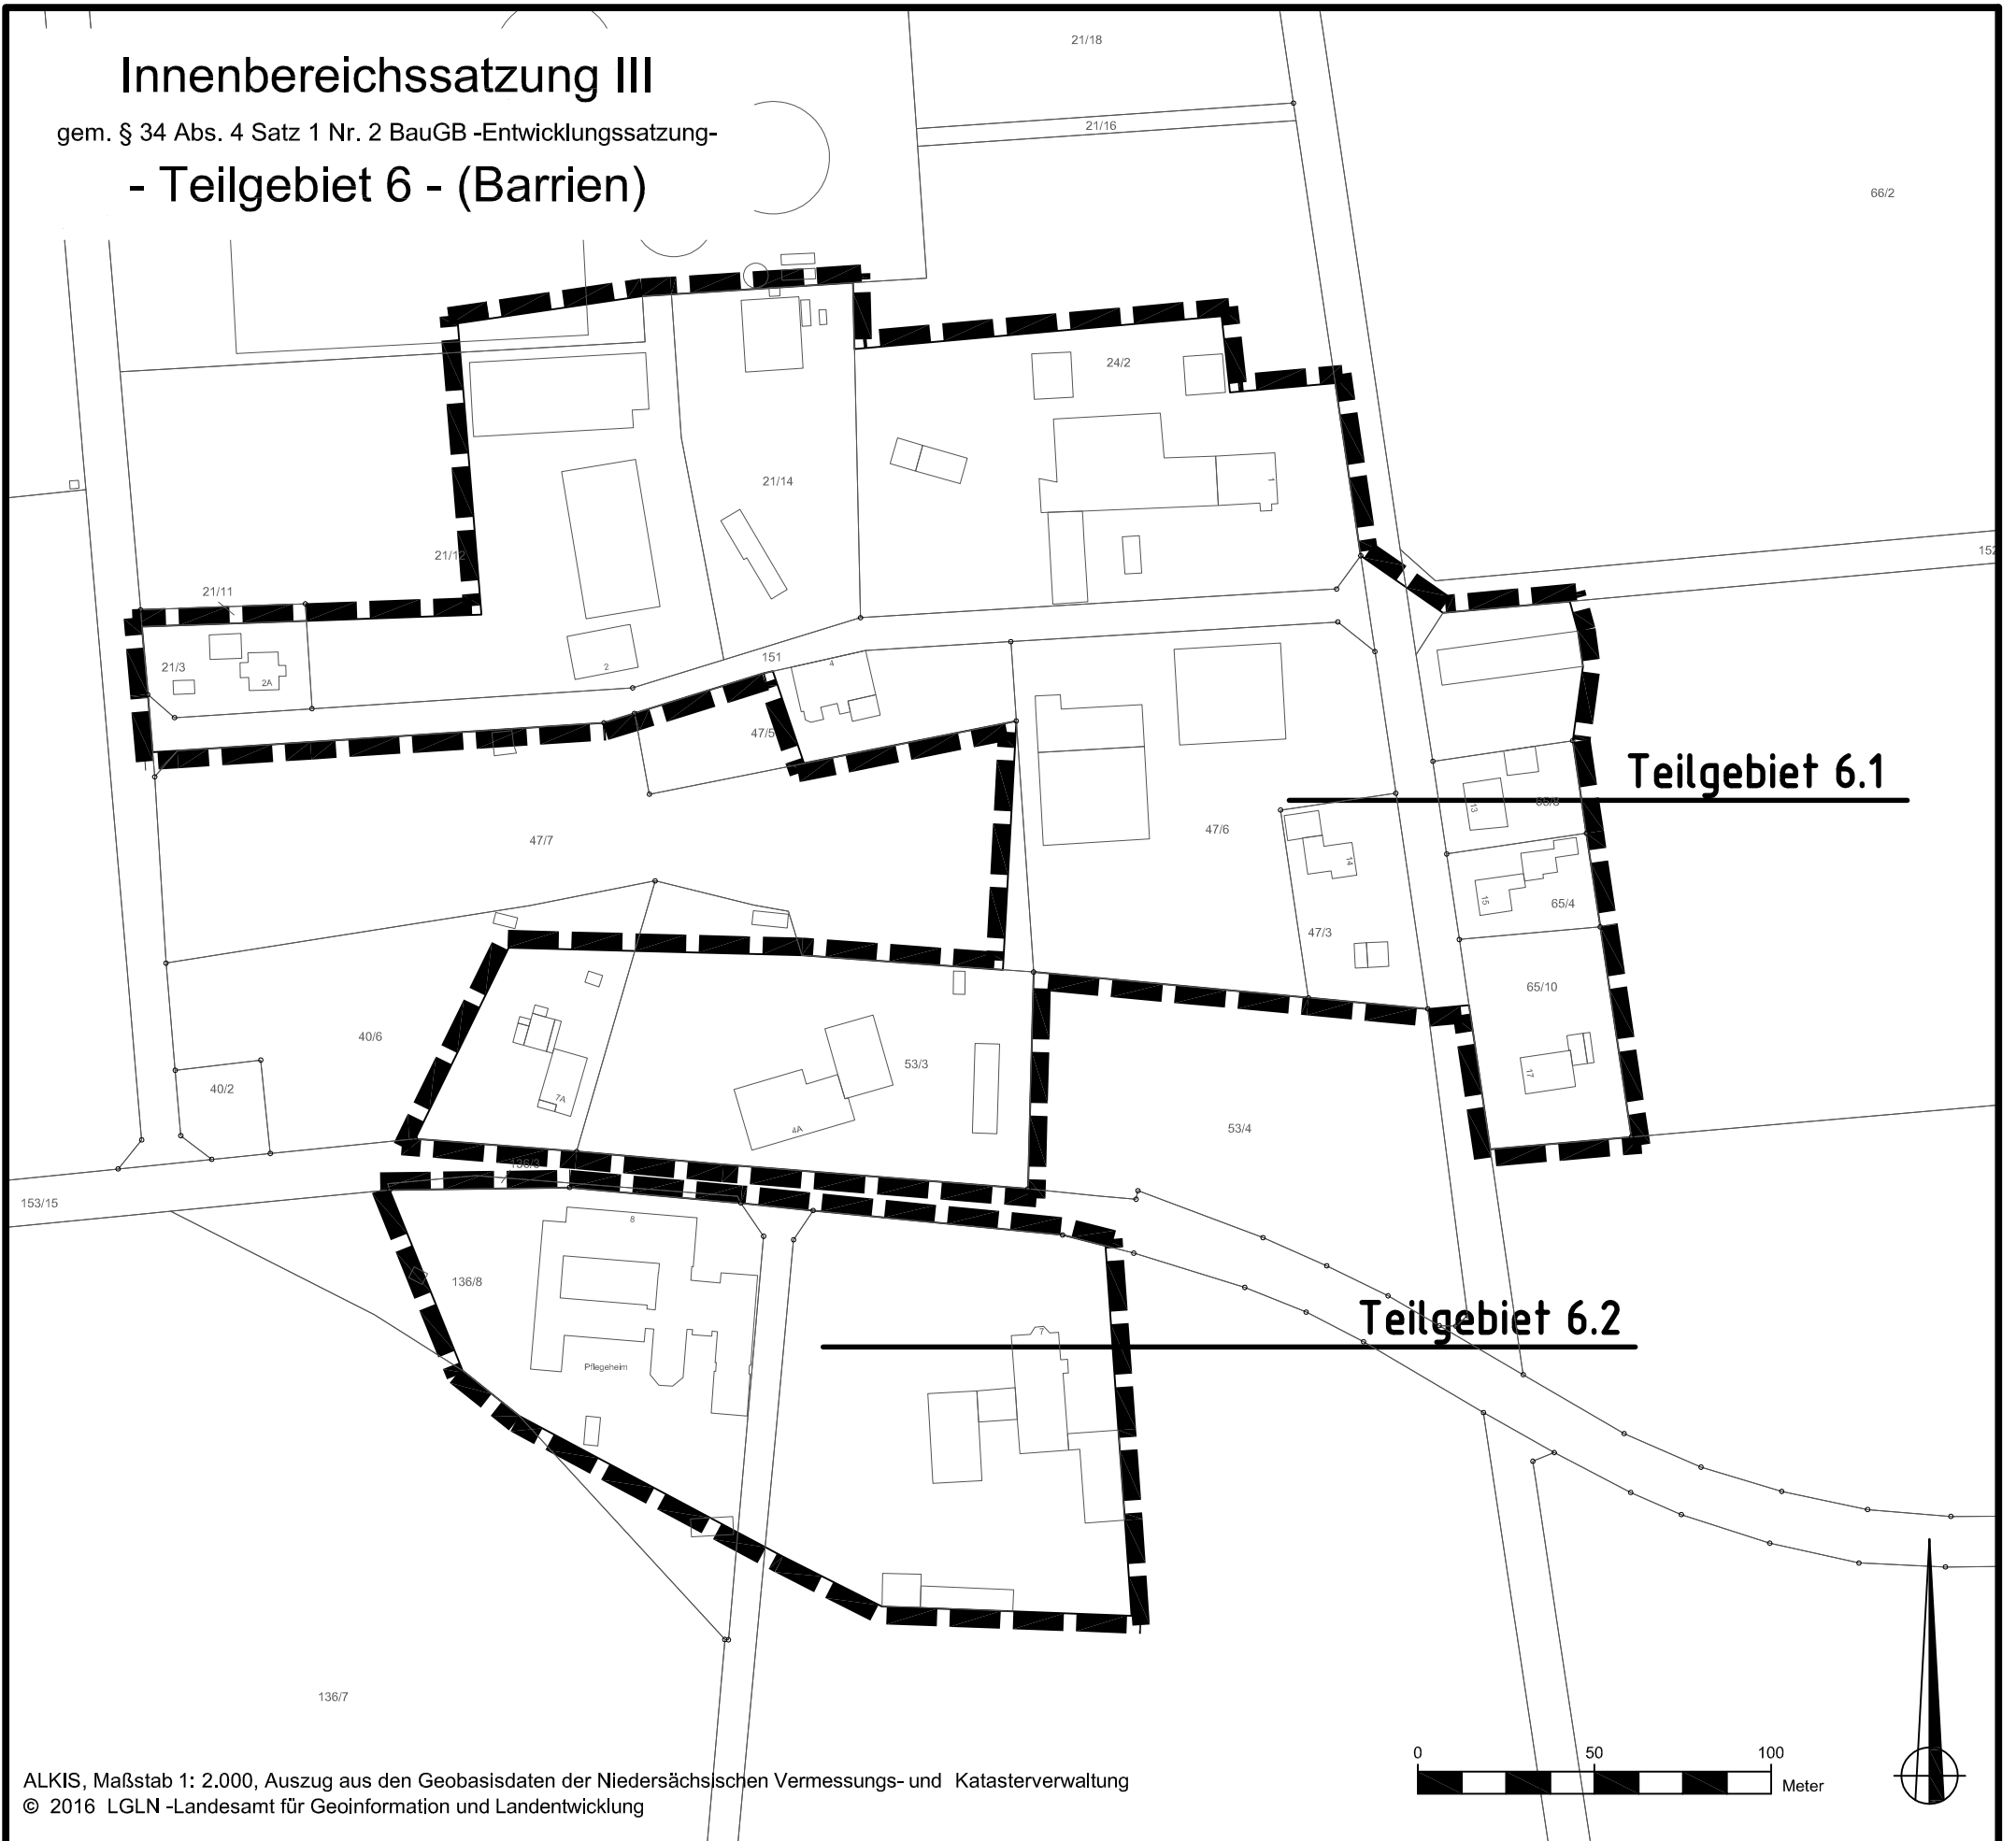 Innenbereichssatzung III
gem. § 34 Abs. 4 Satz 1 Nr. 2 BauGB -Entwicklungssatzung-
- Teilgebiet 6 - (Barrien)
21/18
21/16
66/2
24/2
1
21/14
21/12
152
21/11
21/3
2A
2
151
4
47/5
Teilgebiet 6.1
13
47/7
47/6
14
15
65/4
47/3
65/10
40/6
53/3
40/2
7A
17
4A
53/4
136/3
153/15
8
136/8
Teilgebiet 6.2
7
Pflegeheim
136/7
0 50 100
Meter
ALKIS, Maßstab 1: 2.000, Auszug aus den Geobasisdaten der Niedersächsischen Vermessungs- und Katasterverwaltung
© 2016 LGLN -Landesamt für Geoinformation und Landentwicklung